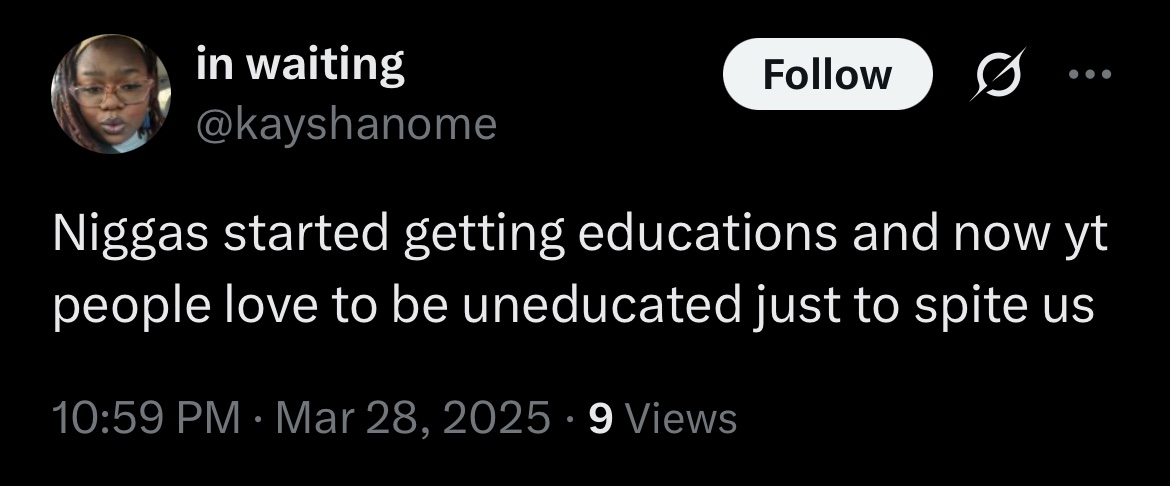 in waiting
Follow
@kayshanome
Niggas started getting educations and now yt
people love to be uneducated just to spite us
10:59 PM · Mar 28, 2025 · 9 Views